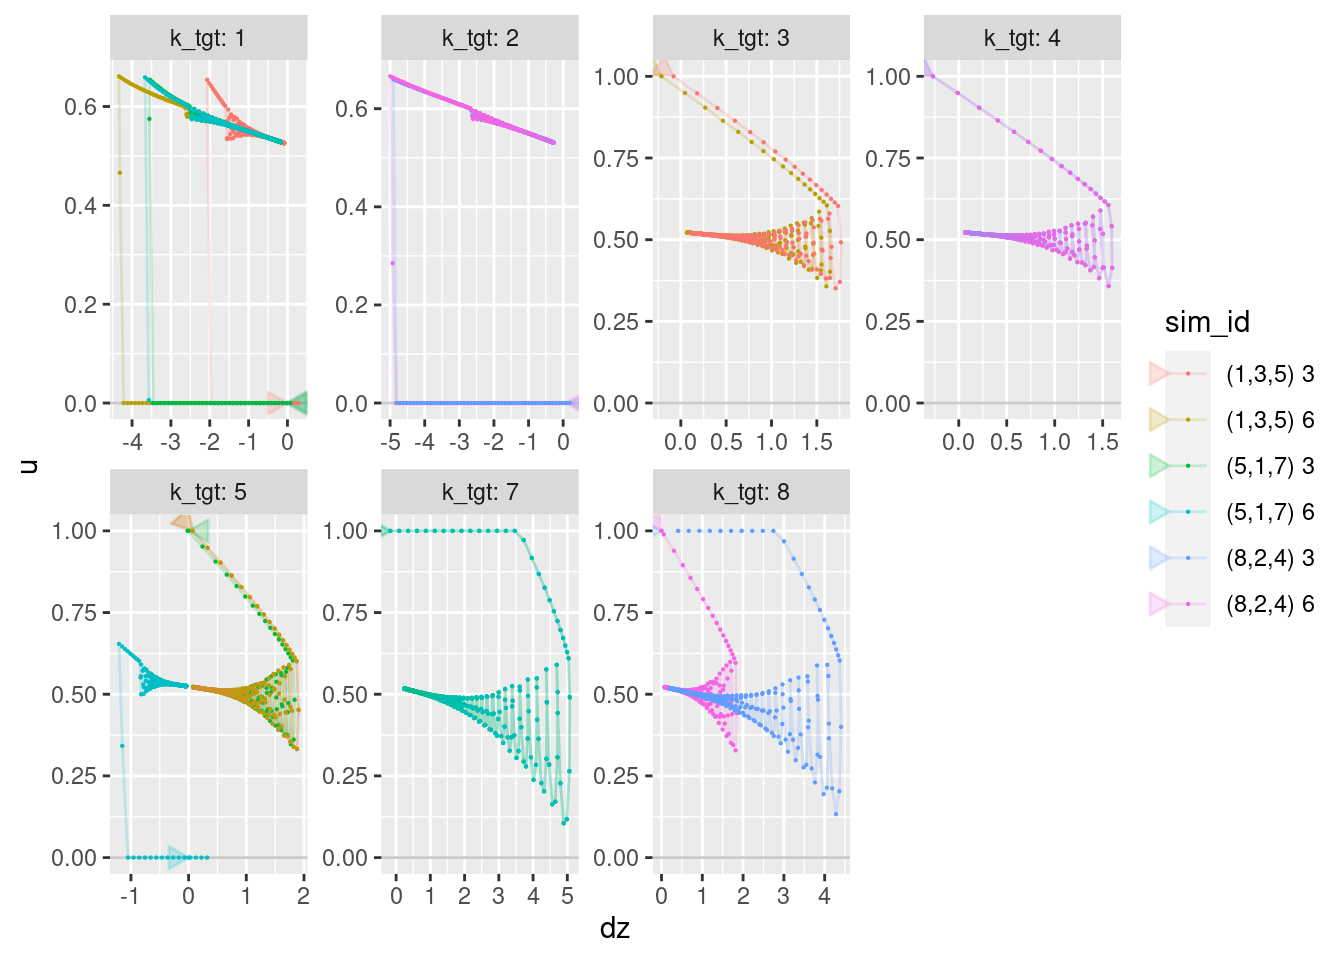 k_tgt: 1 k_tgt: 2 k_tgt: 3 k_tgt: 4
0.6 0.4 0.2 0.0
-4 -3 -2 -1 0
0.6 0.4 0.2 0.0
-5 -4 -3 -2 -1 0
1.00 0.75 0.50 0.25 0.00
0.0 0.5 1.0 1.5
1.00 0.75 0.50 0.25 0.00
0.0 0.5 1.0 1.5
u
k_tgt: 5 k_tgt: 7 k_tgt: 8
1.00 0.75 0.50 0.25 0.00
-1 0 1 2
1.00 0.75 0.50 0.25 0.00
0 1 2 3 4 5
1.00 0.75 0.50 0.25 0.00
0 1 2 3 4
dz
sim_id
(1,3,5) 3
(1,3,5) 6
(5,1,7) 3
(5,1,7) 6
(8,2,4) 3
(8,2,4) 6